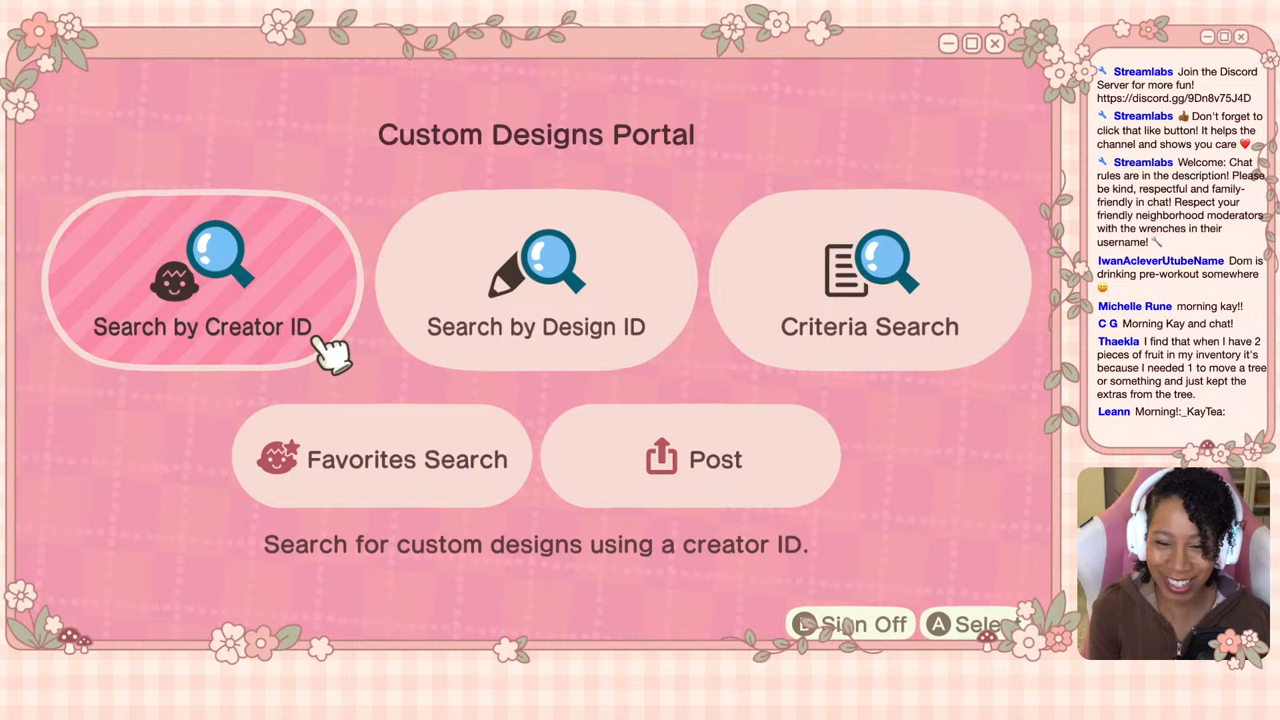 Custom Designs Portal
Search by Creator ID
Search by Design ID
Criteria Search
Favorites Search
Post
Search for custom designs using a creator ID.
Sign Off
A Select
Streamlabs Join the Discord
Server for more fun!
https://discord.gg/9Dn8v75J4D
Streamlabs 👍🏾 Don't forget to
click that like button! It helps the
channel and shows you care ❤️
Streamlabs Welcome: Chat
rules are in the description! Please
be kind, respectful and family-
friendly in chat! Respect your
friendly neighborhood moderators
with the wrenches in their
username! 🔧
IwanAcleverUtubeName Dom is
drinking pre-workout somewhere
😄
Michelle Rune morning kay!!
C G Morning Kay and chat!
Thaekla I find that when I have 2
pieces of fruit in my inventory it's
because I needed 1 to move a tree
or something and just kept the
extras from the tree.
Leann Morning!:_KayTea: